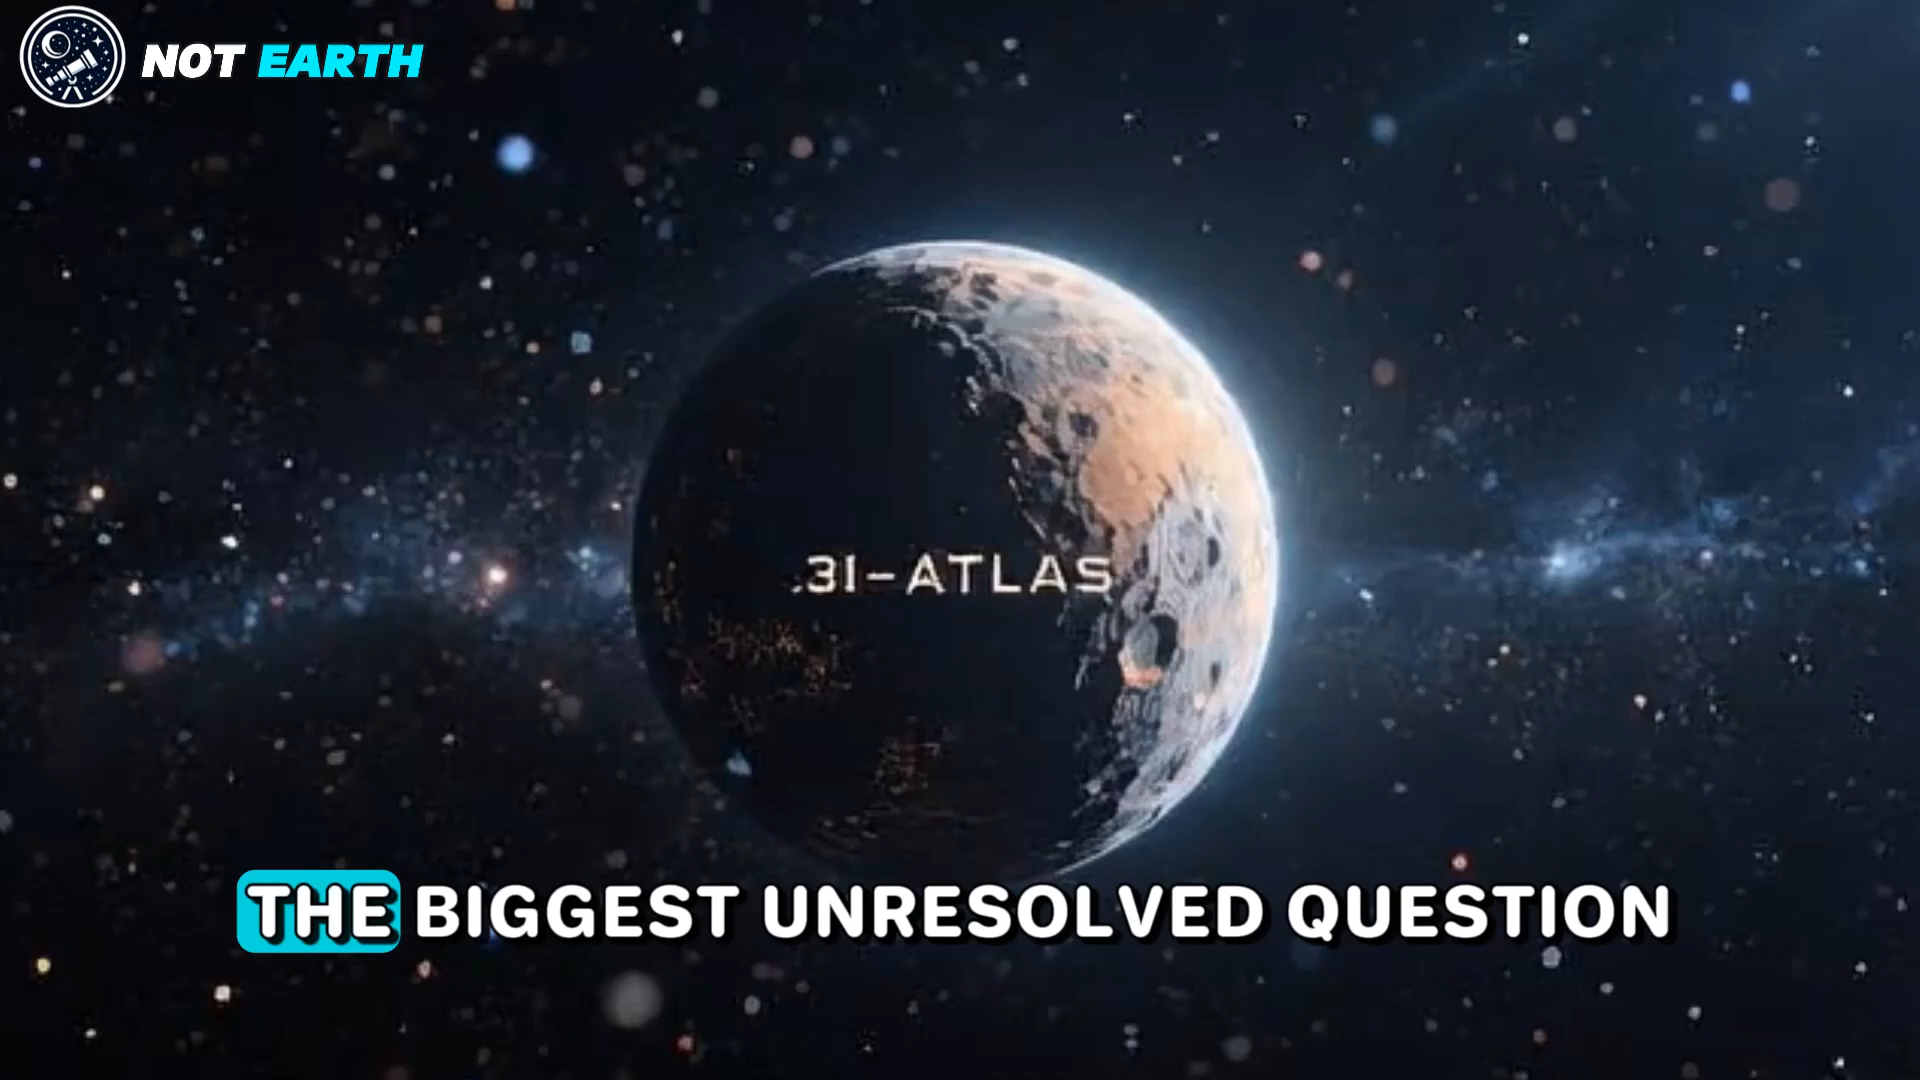 NOT EARTH
.3I-ATLAS
THE BIGGEST UNRESOLVED QUESTION